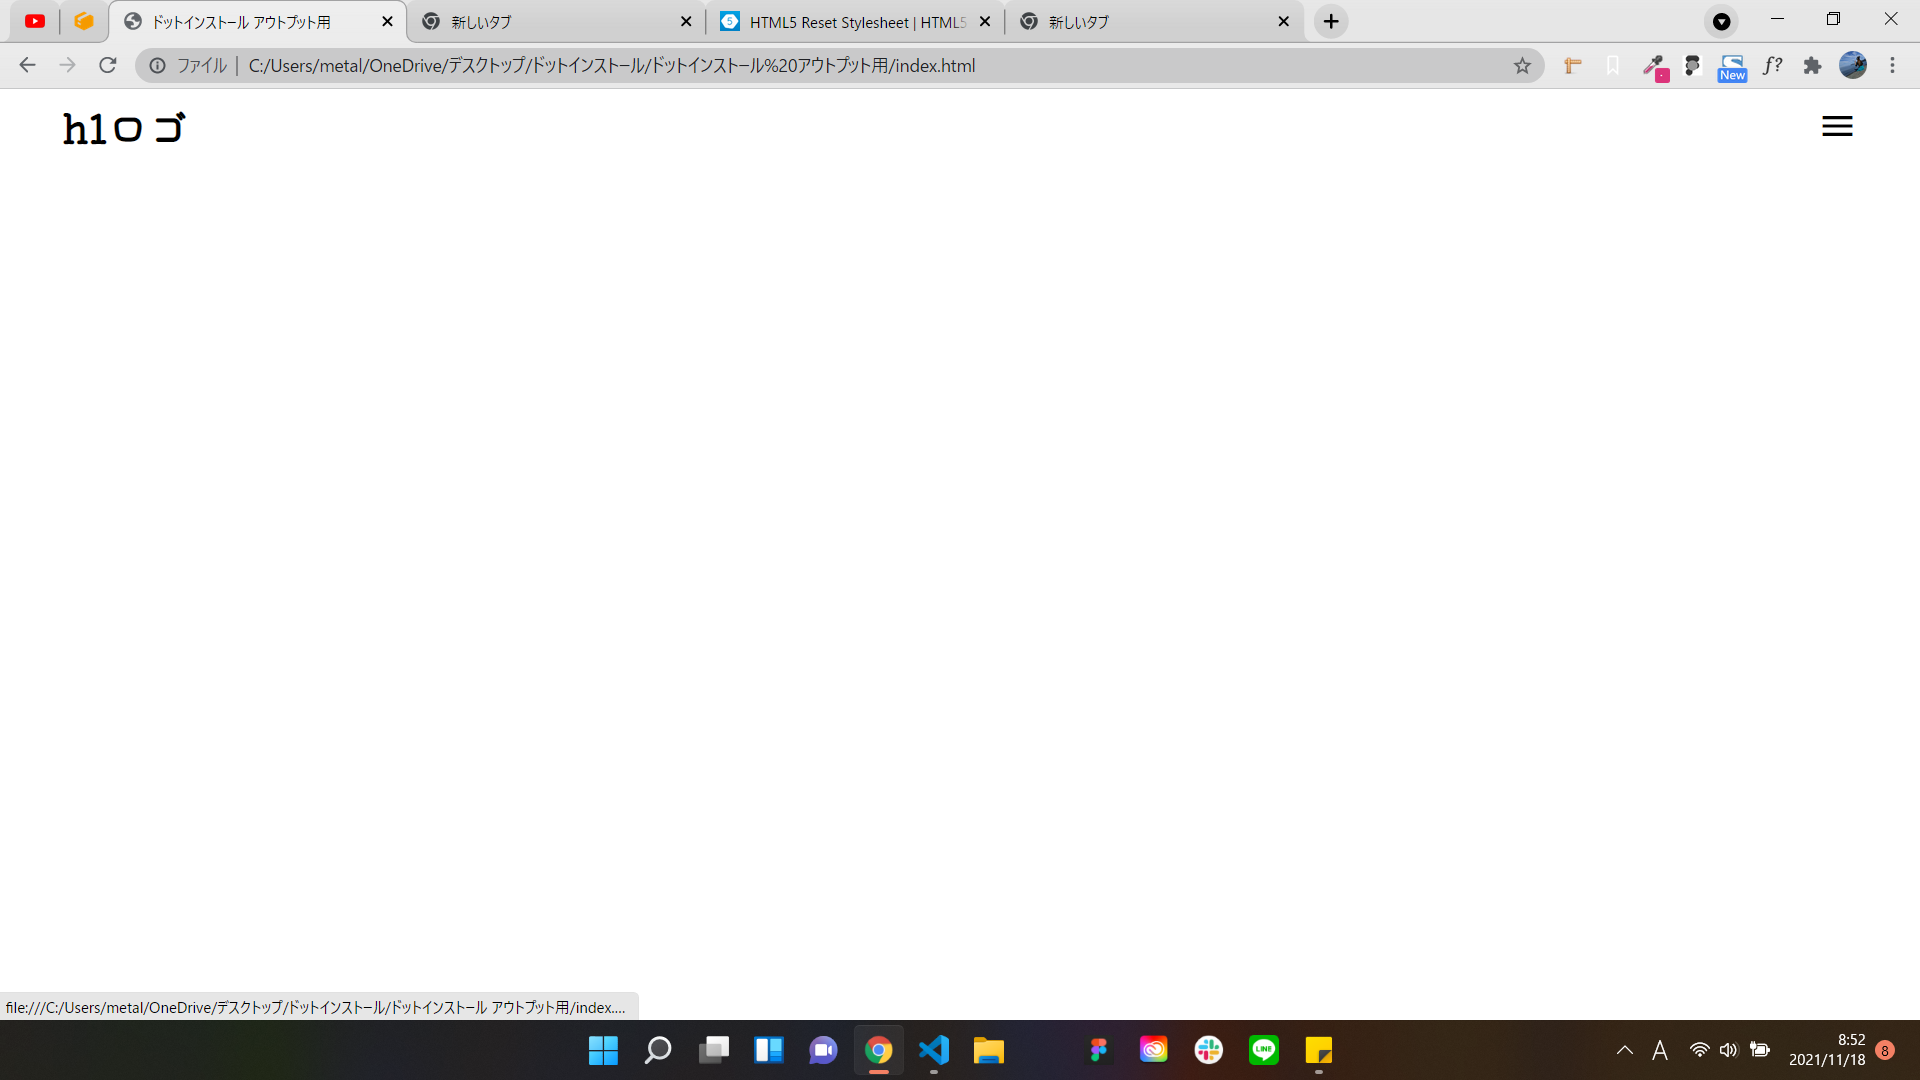 ドットインストール アウトプット用
新しいタブ
HTML5 Reset Stylesheet | HTML5
新しいタブ
ファイル | C:/Users/metal/OneDrive/デスクトップ/ドットインストール/ドットインストール%20アウトプット用/index.html
New
f?
h1ロゴ
file:///C:/Users/metal/OneDrive/デスクトップ/ドットインストール/ドットインストール アウトプット用/index....
LINE
A
8:52
2021/11/18
8